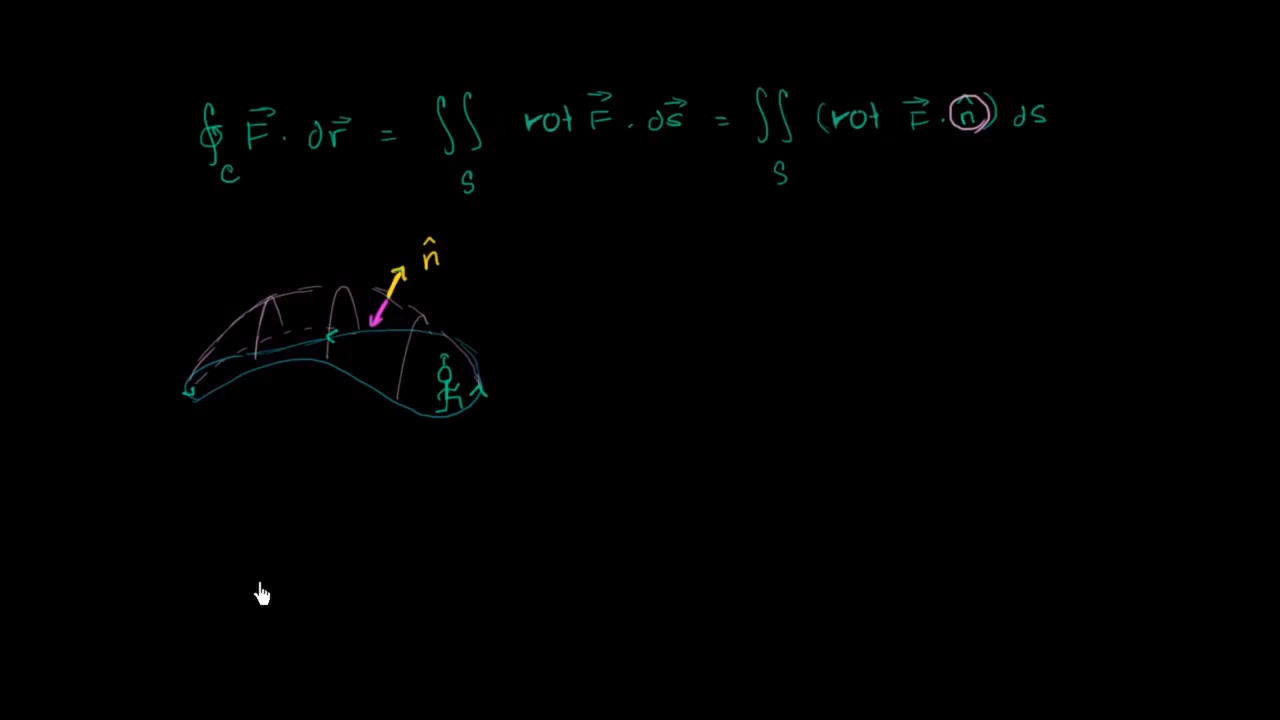 ∮_C F⃗ · dr⃗ = ∬_S rot F⃗ · ds⃗ = ∬_S (rot F⃗ · n̂) ds
n̂